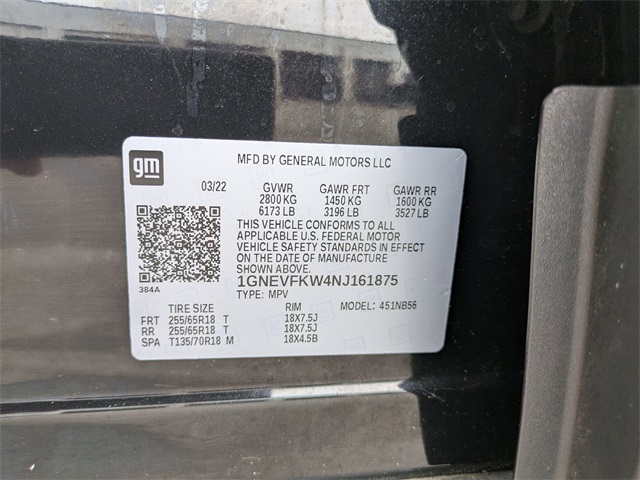 gm
MFD BY GENERAL MOTORS LLC
03/22 GVWR GAWR FRT GAWR RR
2800 KG 1450 KG 1600 KG
6173 LB 3196 LB 3527 LB
THIS VEHICLE CONFORMS TO ALL
APPLICABLE U.S. FEDERAL MOTOR
VEHICLE SAFETY STANDARDS IN EFFECT
ON THE DATE OF MANUFACTURE
SHOWN ABOVE.
1GNEVFKW4NJ161875
384A
TYPE: MPV MODEL: 451NB56
TIRE SIZE RIM
FRT 255/65R18 T 18X7.5J
RR 255/65R18 T 18X7.5J
SPA T135/70R18 M 18X4.5B